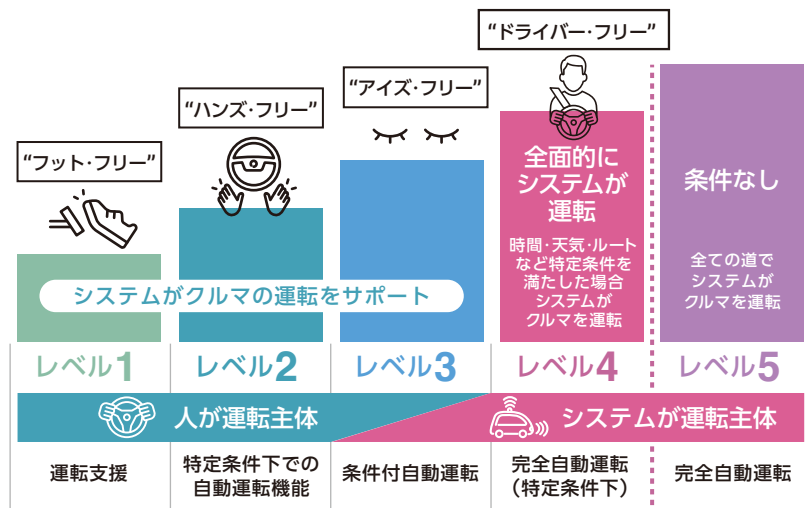 “フット・フリー”
“ハンズ・フリー”
“アイズ・フリー”
“ドライバー・フリー”
システムがクルマの運転をサポート
全面的に
システムが
運転
時間・天気・ルート
など特定条件を
満たした場合
システムが
クルマを運転
条件なし
全ての道で
システムが
クルマを運転
レベル1
レベル2
レベル3
レベル4
レベル5
人が運転主体
システムが運転主体
運転支援
特定条件下での
自動運転機能
条件付自動運転
完全自動運転
（特定条件下）
完全自動運転